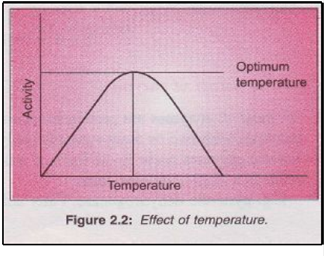 Optimum
temperature
Activity
Temperature
Figure 2.2: Effect of temperature.